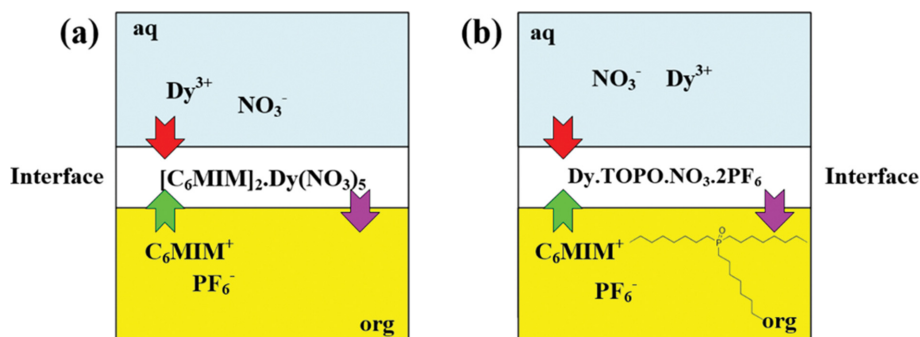 (a)
aq
Dy³⁺
NO₃⁻
Interface
[C₆MIM]₂.Dy(NO₃)₅
C₆MIM⁺
PF₆⁻
org
(b)
aq
NO₃⁻ Dy³⁺
Dy.TOPO.NO₃.2PF₆
Interface
C₆MIM⁺
O
P
PF₆⁻
org